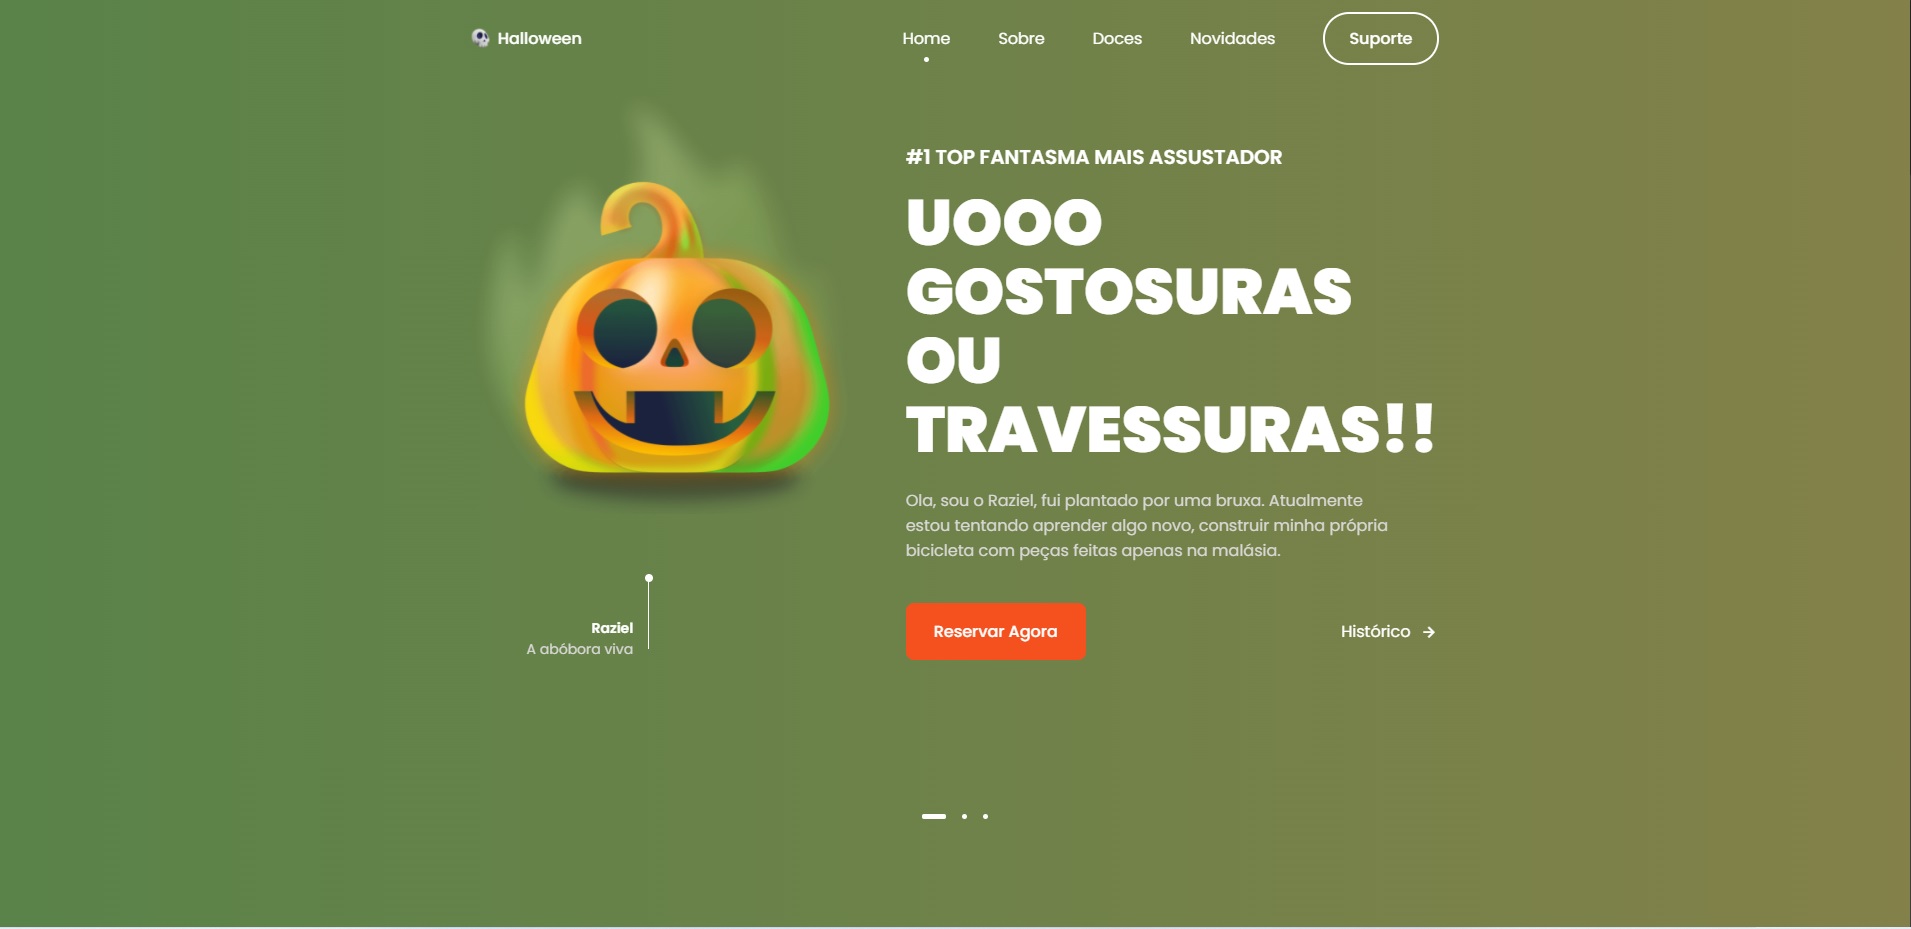 Halloween
Home
Sobre
Doces
Novidades
Suporte
#1 TOP FANTASMA MAIS ASSUSTADOR
UOOO
GOSTOSURAS
OU
TRAVESSURAS!!
Ola, sou o Raziel, fui plantado por uma bruxa. Atualmente
estou tentando aprender algo novo, construir minha própria
bicicleta com peças feitas apenas na malásia.
Reservar Agora
Histórico
Raziel
A abóbora viva